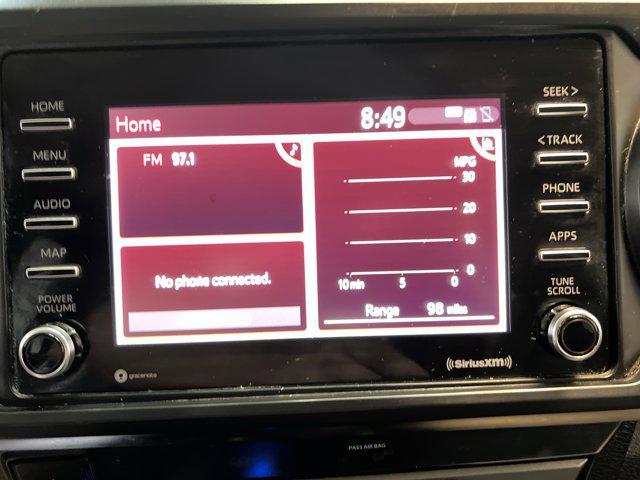 HOME
MENU
AUDIO
MAP
POWER
VOLUME
Home
8:49
FM 97.1
No phone connected.
MPG
30
20
10
0
10 min 5 0
Range 98 miles
SEEK >
< TRACK
PHONE
APPS
TUNE
SCROLL
gracenote
((SiriusXM))
PASS AIR BAG